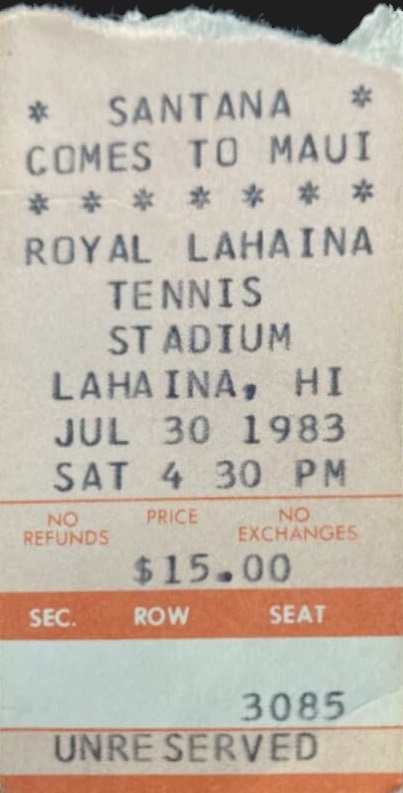 * SANTANA *
COMES TO MAUI
* * * * * * *
ROYAL LAHAINA
TENNIS
STADIUM
LAHAINA, HI
JUL 30 1983
SAT 4 30 PM
NO REFUNDS PRICE NO EXCHANGES
$15.00
SEC. ROW SEAT
3085
UNRESERVED